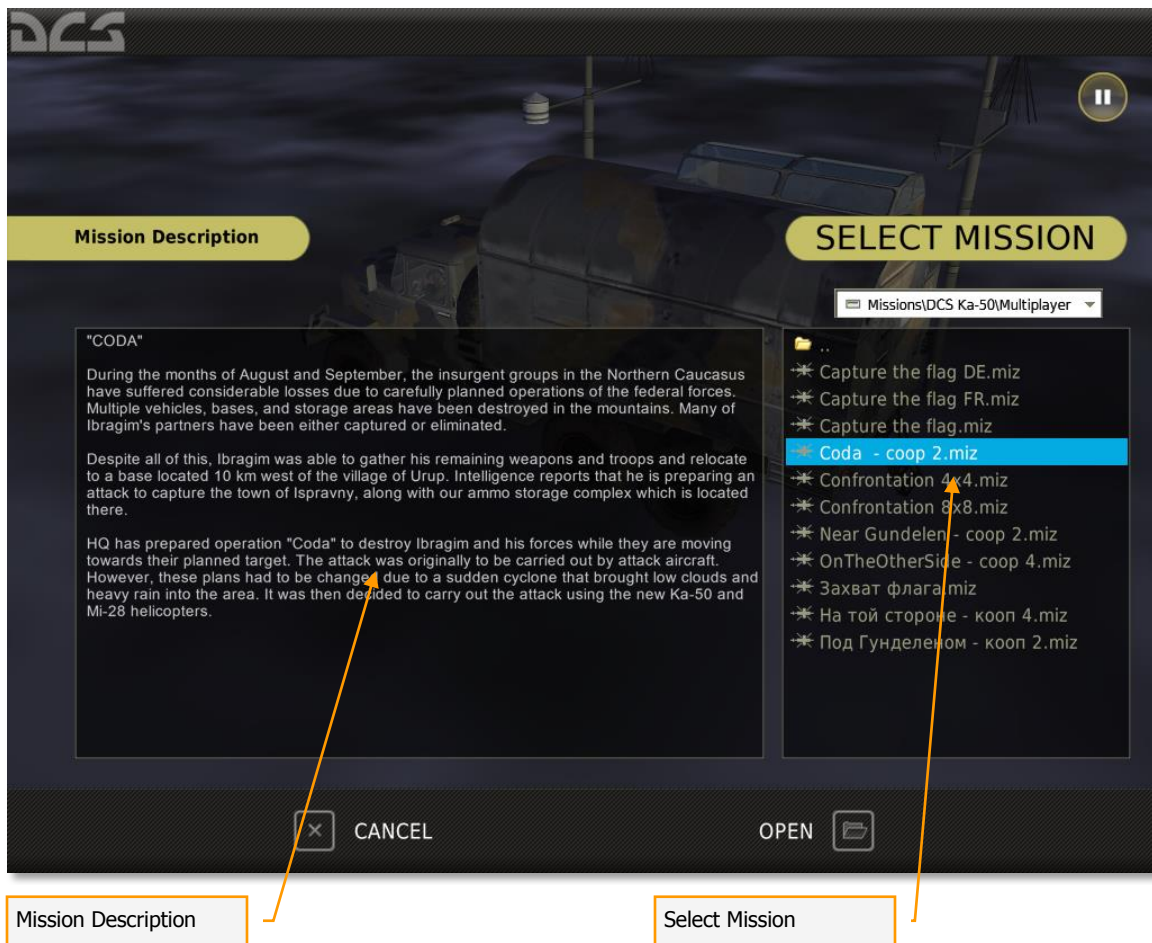 DCS
Mission Description
SELECT MISSION
Missions\DCS Ka-50\Multiplayer
"CODA"
During the months of August and September, the insurgent groups in the Northern Caucasus
have suffered considerable losses due to carefully planned operations of the federal forces.
Multiple vehicles, bases, and storage areas have been destroyed in the mountains. Many of
Ibragim's partners have been either captured or eliminated.
Despite all of this, Ibragim was able to gather his remaining weapons and troops and relocate
to a base located 10 km west of the village of Urup. Intelligence reports that he is preparing an
attack to capture the town of Ispravny, along with our ammo storage complex which is located
there.
HQ has prepared operation "Coda" to destroy Ibragim and his forces while they are moving
towards their planned target. The attack was originally to be carried out by attack aircraft.
However, these plans had to be changed due to a sudden cyclone that brought low clouds and
heavy rain into the area. It was then decided to carry out the attack using the new Ka-50 and
Mi-28 helicopters.
..
Capture the flag DE.miz
Capture the flag FR.miz
Capture the flag.miz
Coda - coop 2.miz
Confrontation 4x4.miz
Confrontation 8x8.miz
Near Gundelen - coop 2.miz
OnTheOtherSide - coop 4.miz
Захват флага.miz
На той стороне - кооп 4.miz
Под Гунделеном - кооп 2.miz
CANCEL
OPEN
Mission Description
Select Mission